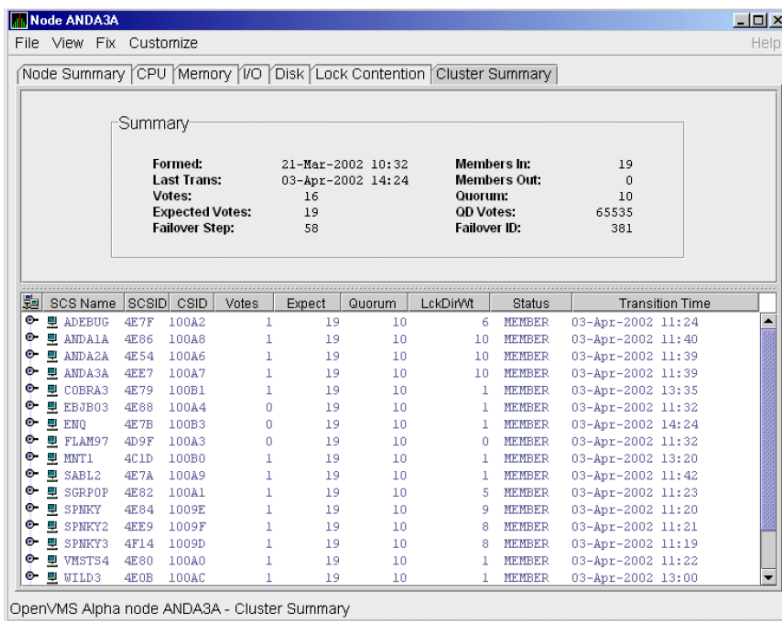 Node ANDA3A
File View Fix Customize Help
Node Summary CPU Memory I/O Disk Lock Contention Cluster Summary
Summary
Formed: 21-Mar-2002 10:32 Members In: 19
Last Trans: 03-Apr-2002 14:24 Members Out: 0
Votes: 16 Quorum: 10
Expected Votes: 19 QD Votes: 65535
Failover Step: 58 Failover ID: 381
SCS Name SCSID CSID Votes Expect Quorum LckDirWt Status Transition Time
ADEBUG 4E7F 100A2 1 19 10 6 MEMBER 03-Apr-2002 11:24
ANDA1A 4E86 100A8 1 19 10 10 MEMBER 03-Apr-2002 11:40
ANDA2A 4E54 100A6 1 19 10 10 MEMBER 03-Apr-2002 11:39
ANDA3A 4EE7 100A7 1 19 10 10 MEMBER 03-Apr-2002 11:39
COBRA3 4E79 100B1 1 19 10 1 MEMBER 03-Apr-2002 13:35
EBJB03 4E88 100A4 0 19 10 1 MEMBER 03-Apr-2002 11:32
ENQ 4E7B 100B3 0 19 10 1 MEMBER 03-Apr-2002 14:24
FLAM97 4D9F 100A3 0 19 10 0 MEMBER 03-Apr-2002 11:32
MNT1 4C1D 100B0 1 19 10 1 MEMBER 03-Apr-2002 13:20
SABL2 4E7A 100A9 1 19 10 1 MEMBER 03-Apr-2002 11:42
SGRPOP 4E82 100A1 1 19 10 5 MEMBER 03-Apr-2002 11:23
SPNKY 4E84 1009E 1 19 10 9 MEMBER 03-Apr-2002 11:20
SPNKY2 4EE9 1009F 1 19 10 8 MEMBER 03-Apr-2002 11:21
SPNKY3 4F14 1009D 1 19 10 8 MEMBER 03-Apr-2002 11:19
VMSTS4 4E80 100A0 1 19 10 1 MEMBER 03-Apr-2002 11:22
WILD3 4E0B 100AC 1 19 10 1 MEMBER 03-Apr-2002 13:00
OpenVMS Alpha node ANDA3A - Cluster Summary